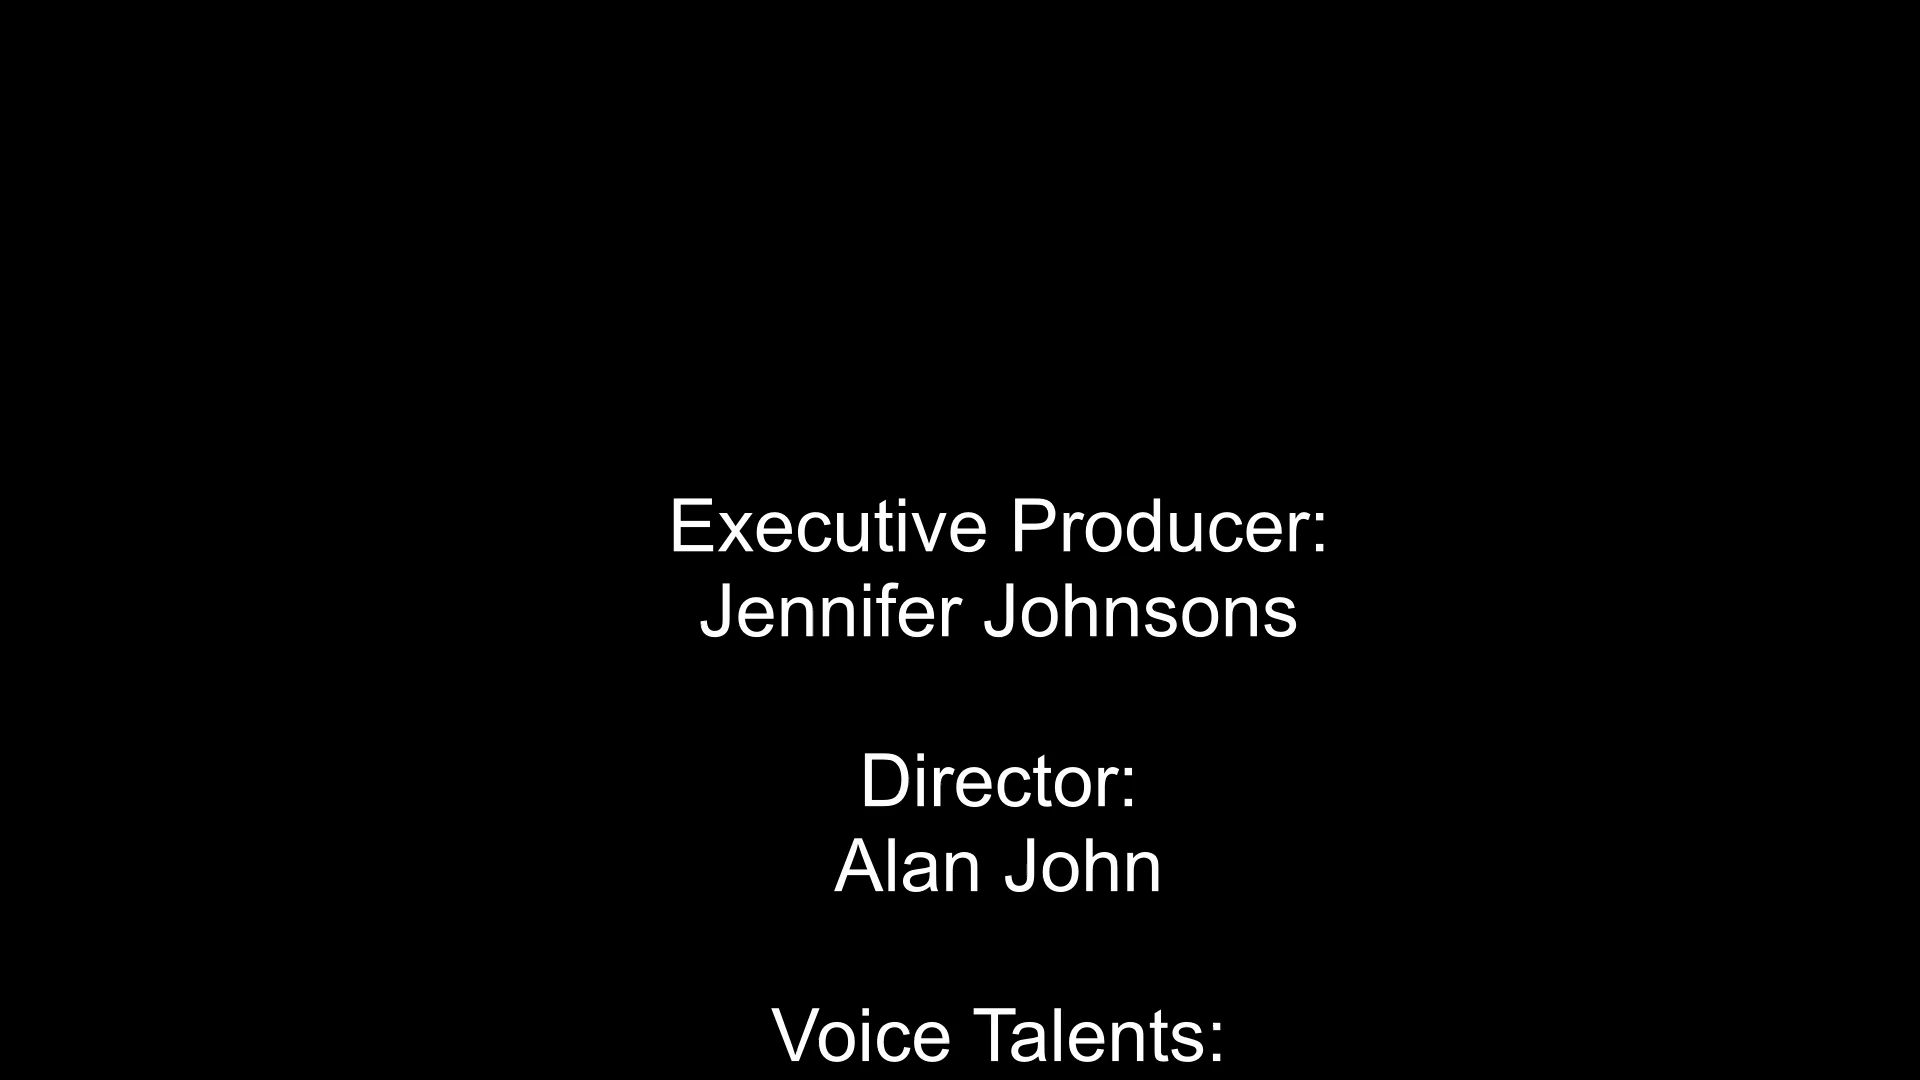 Executive Producer:
Jennifer Johnsons
Director:
Alan John
Voice Talents: